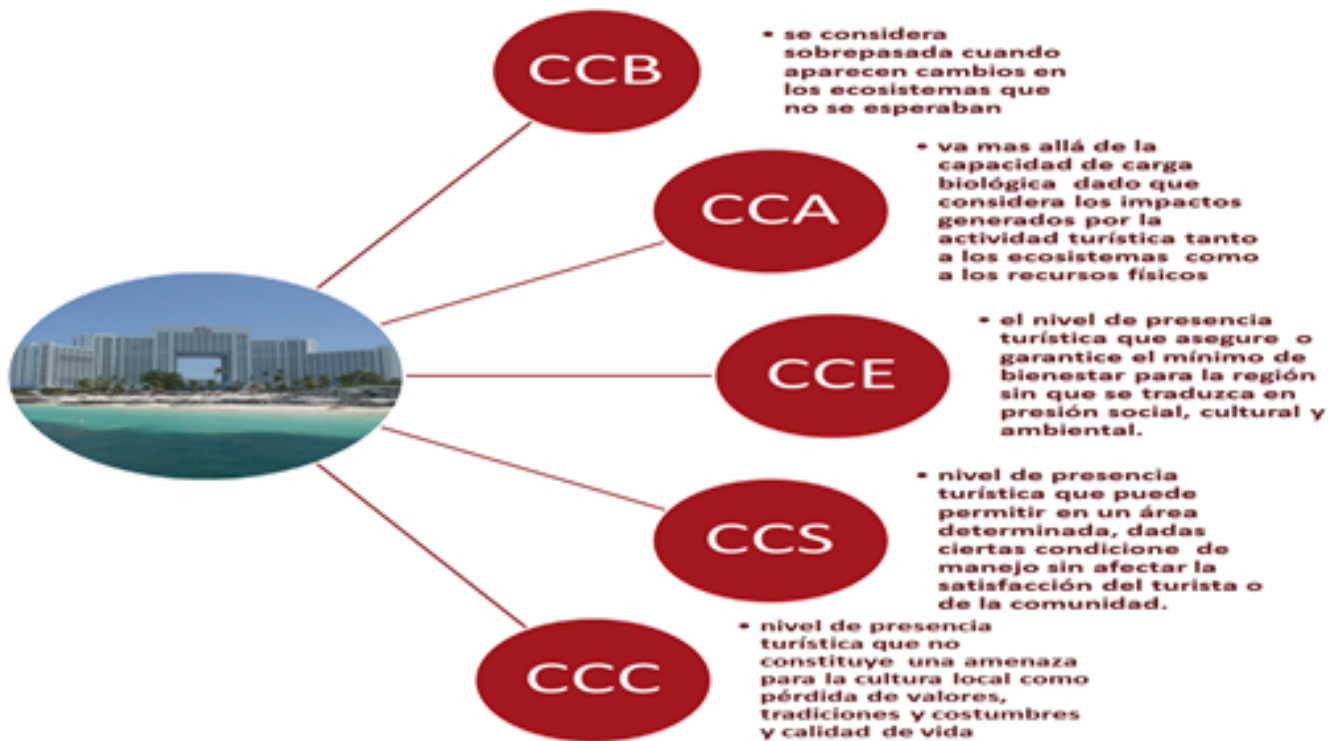 CCB
• se considera
sobrepasada cuando
aparecen cambios en
los ecosistemas que
no se esperaban
CCA
• va mas allá de la
capacidad de carga
biológica dado que
considera los impactos
generados por la
actividad turística tanto
a los ecosistemas como
a los recursos físicos
CCE
• el nivel de presencia
turística que asegure o
garantice el mínimo de
bienestar para la región
sin que se traduzca en
presión social, cultural y
ambiental.
CCS
• nivel de presencia
turística que puede
permitir en un área
determinada, dadas
ciertas condicione de
manejo sin afectar la
satisfacción del turista o
de la comunidad.
CCC
• nivel de presencia
turística que no
constituye una amenaza
para la cultura local como
pérdida de valores,
tradiciones y costumbres
y calidad de vida